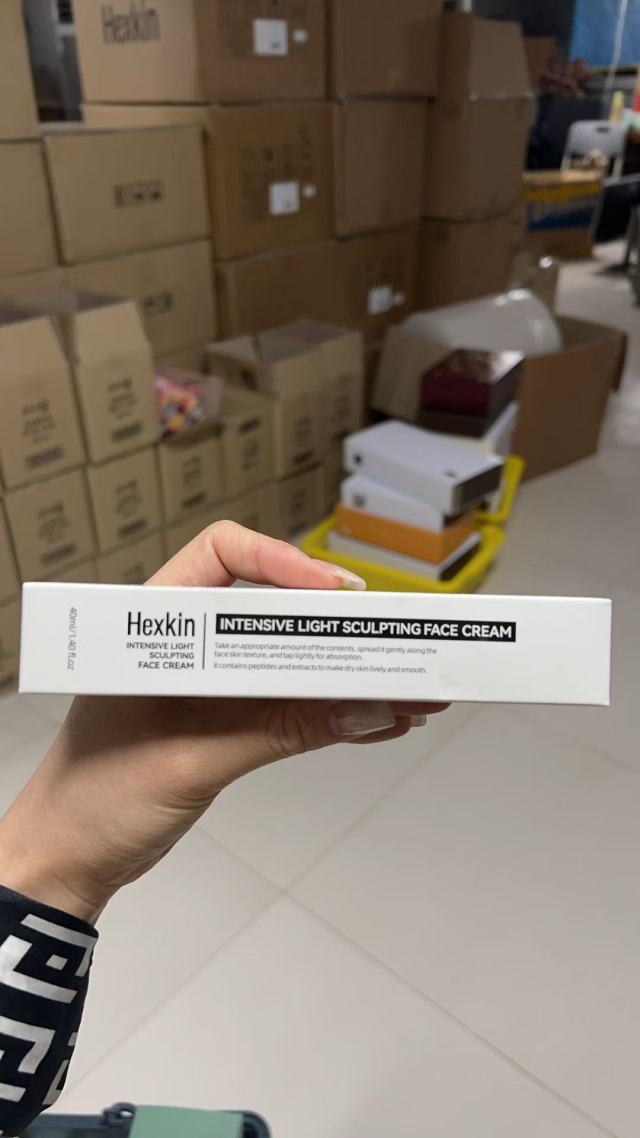 Hexkin
40ml/1.40 fl.oz
Hexkin
INTENSIVE LIGHT
SCULPTING
FACE CREAM
INTENSIVE LIGHT SCULPTING FACE CREAM
Take an appropriate amount of the contents, spread it gently along the
face skin texture, and tap lightly for absorption.
It contains peptides and extracts to make dry skin lively and smooth.